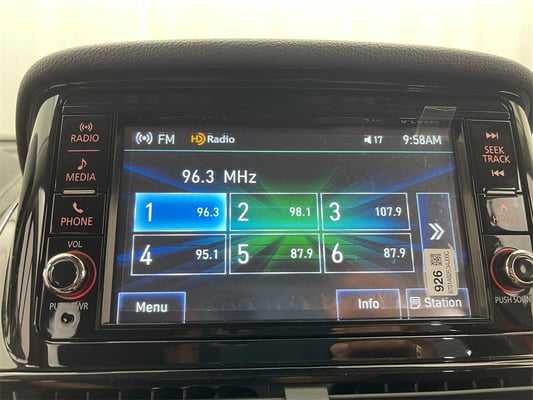 RADIO
MEDIA
PHONE
VOL
PUSH PWR
FM HD Radio 17 9:58AM
96.3 MHz
1 96.3 2 98.1 3 107.9
4 95.1 5 87.9 6 87.9
Menu Info Station
SEEK
TRACK
926